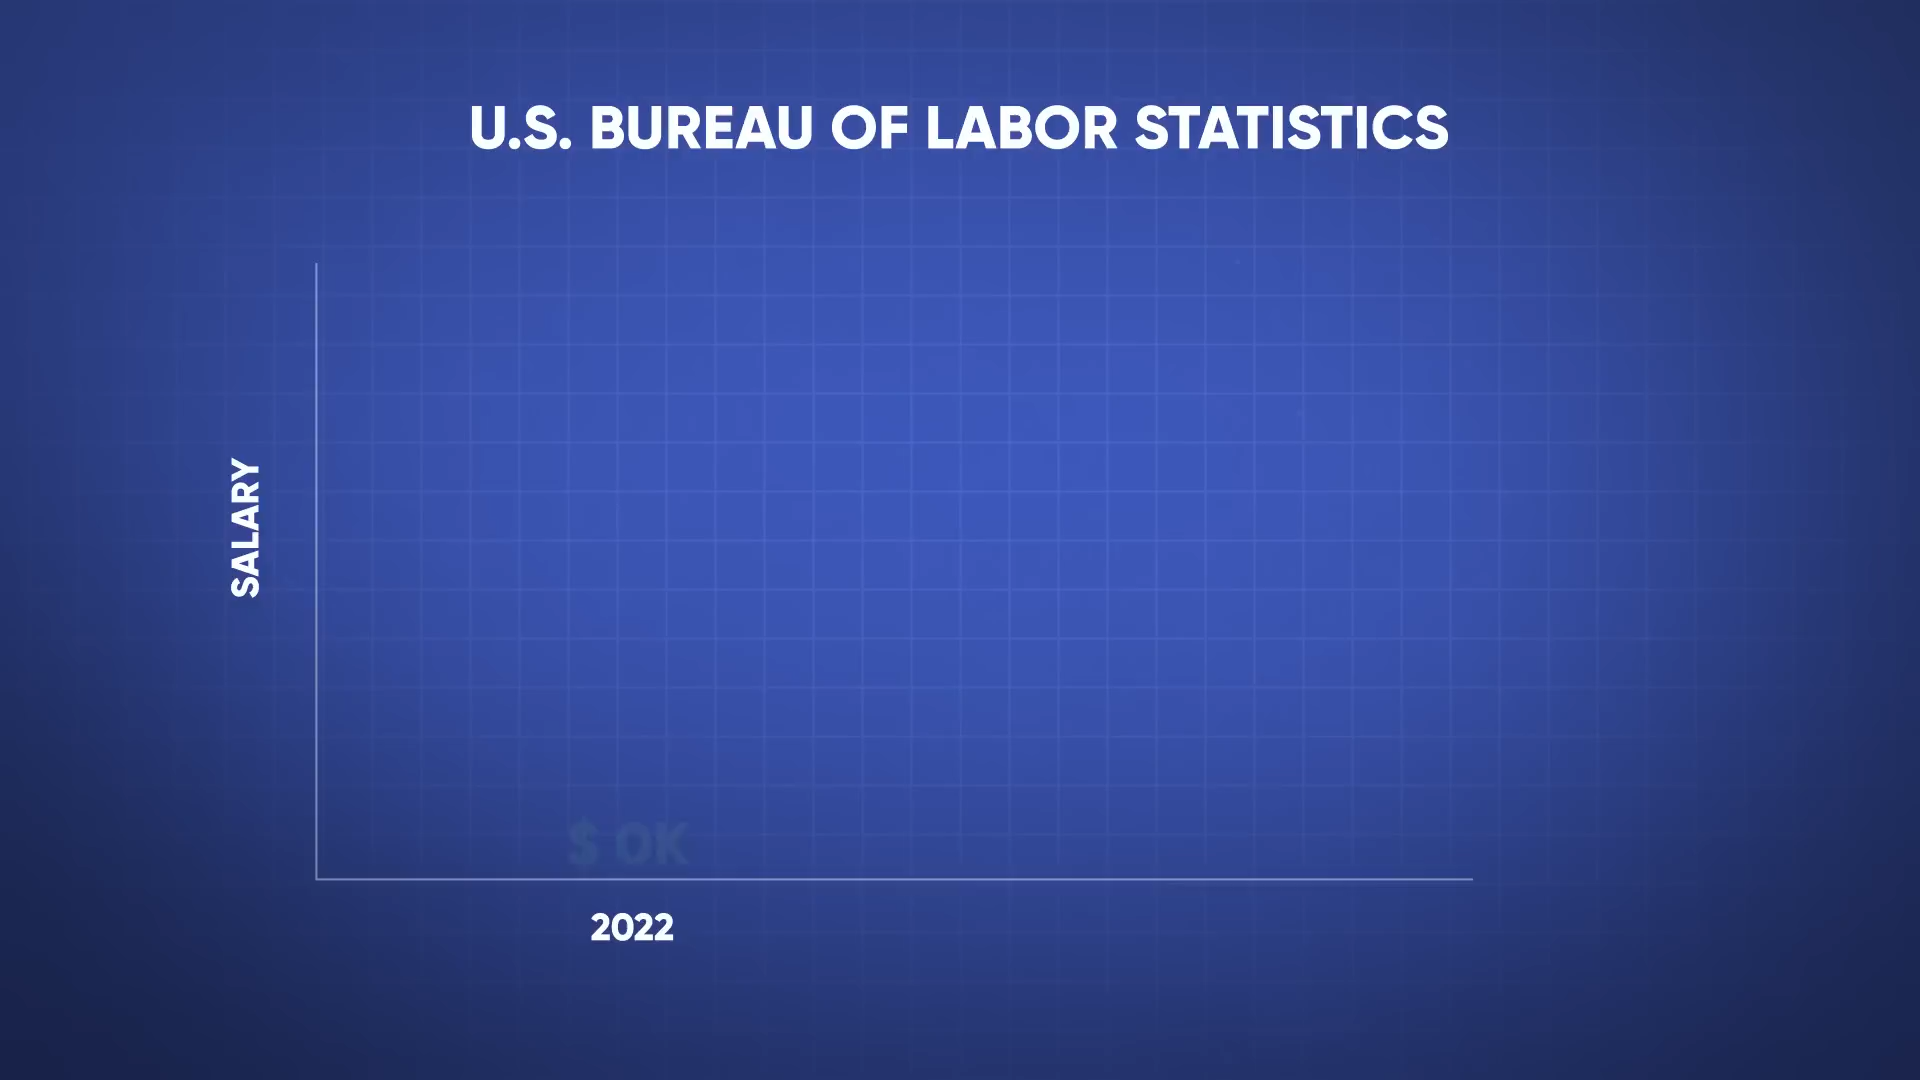 U.S. BUREAU OF LABOR STATISTICS
SALARY
$ 0K
2022